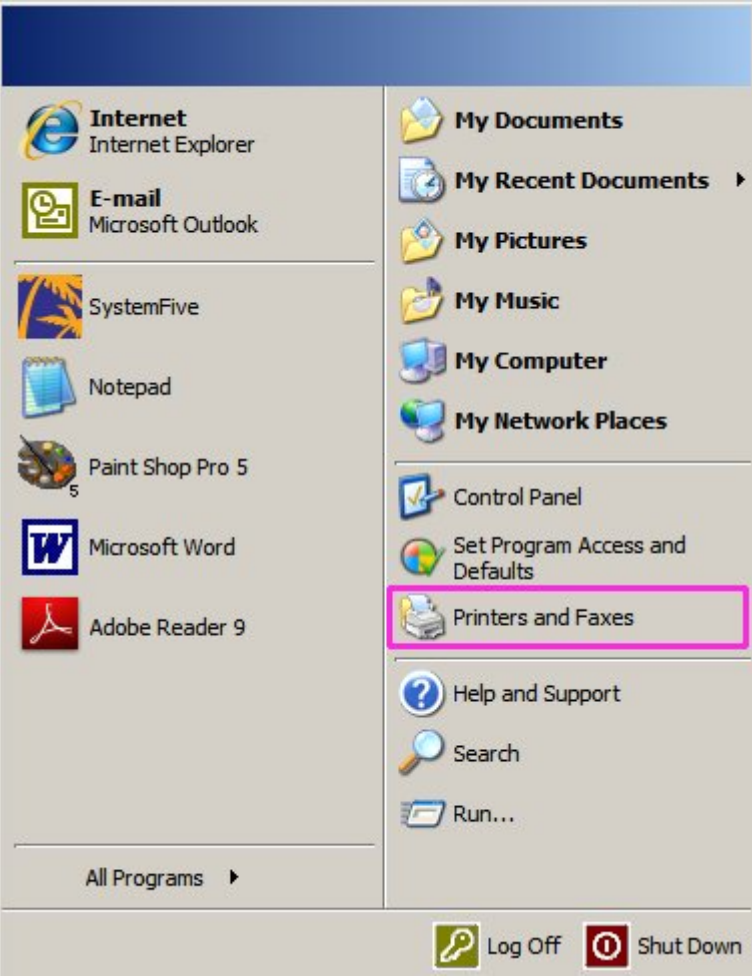 Internet
Internet Explorer
E-mail
Microsoft Outlook
SystemFive
Notepad
Paint Shop Pro 5
5
Microsoft Word
W
Adobe Reader 9
All Programs
My Documents
My Recent Documents
My Pictures
My Music
My Computer
My Network Places
Control Panel
Set Program Access and
Defaults
Printers and Faxes
?
Help and Support
Search
Run...
Log Off
Shut Down